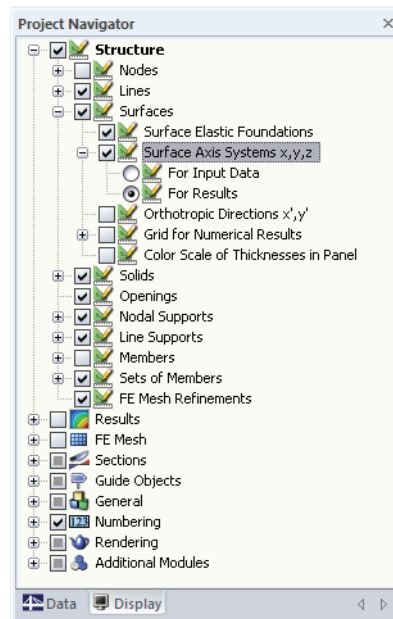 Project Navigator
Structure
Nodes
Lines
Surfaces
Surface Elastic Foundations
Surface Axis Systems x,y,z
For Input Data
For Results
Orthotropic Directions x',y'
Grid for Numerical Results
Color Scale of Thicknesses in Panel
Solids
Openings
Nodal Supports
Line Supports
Members
Sets of Members
FE Mesh Refinements
Results
FE Mesh
Sections
Guide Objects
General
123 Numbering
Rendering
Additional Modules
Data Display